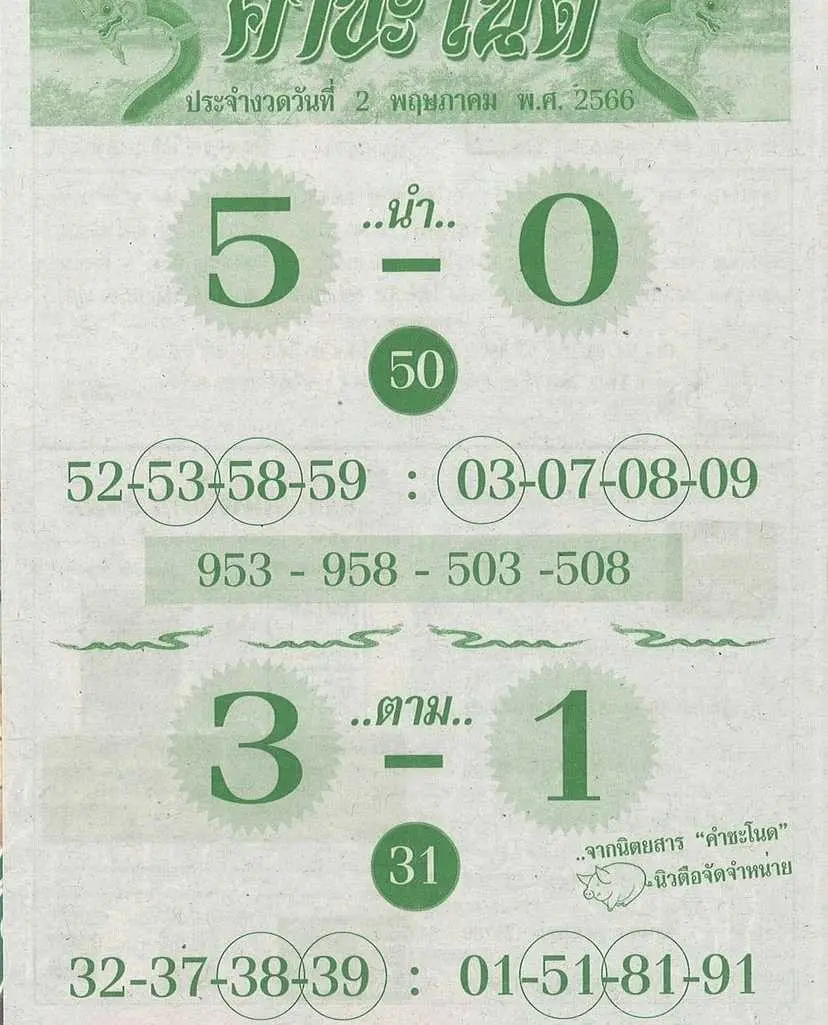 คำชะโนด
ประจำงวดวันที่ 2 พฤษภาคม พ.ศ. 2566
5 ..นำ.. - 0
50
52-53-58-59 : 03-07-08-09
953 - 958 - 503 -508
3 ..ตาม.. - 1
..จากนิตยสาร "คำชะโนด"
31
นิวตือจัดจำหน่าย
32-37-38-39 : 01-51-81-91